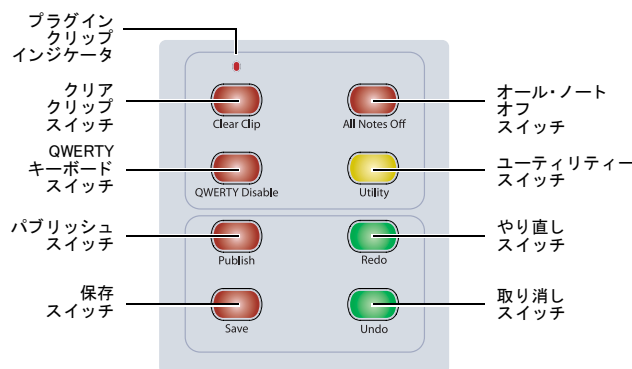 プラグイン
クリップ
インジケータ
クリア
クリップ
スイッチ
Clear Clip
All Notes Off
オール・ノート
オフ
スイッチ
QWERTY
キーボード
スイッチ
QWERTY Disable
Utility
ユーティリティー
スイッチ
パブリッシュ
スイッチ
Publish
Redo
やり直し
スイッチ
保存
スイッチ
Save
Undo
取り消し
スイッチ